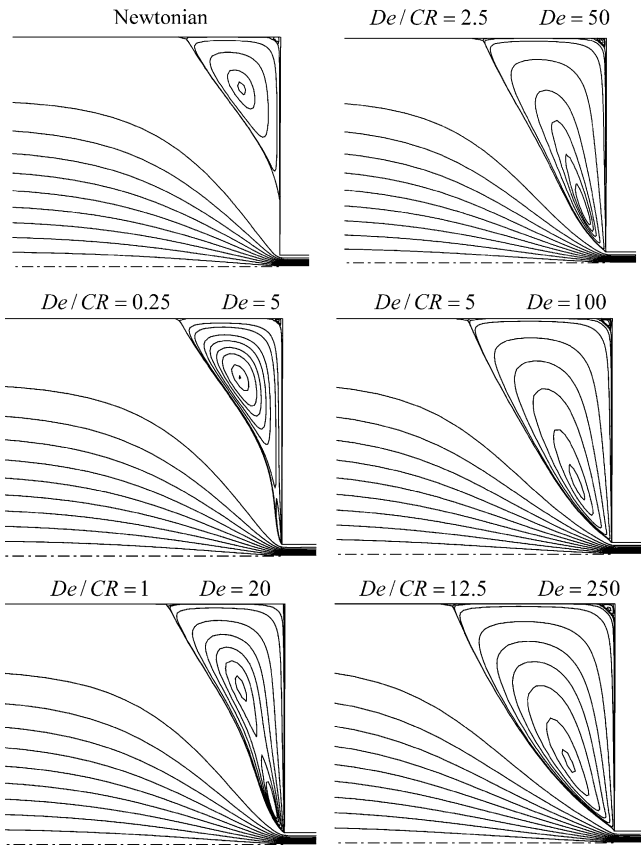 Newtonian
De/CR = 2.5 De = 50
De/CR = 0.25 De = 5
De/CR = 5 De = 100
De/CR = 1 De = 20
De/CR = 12.5 De = 250